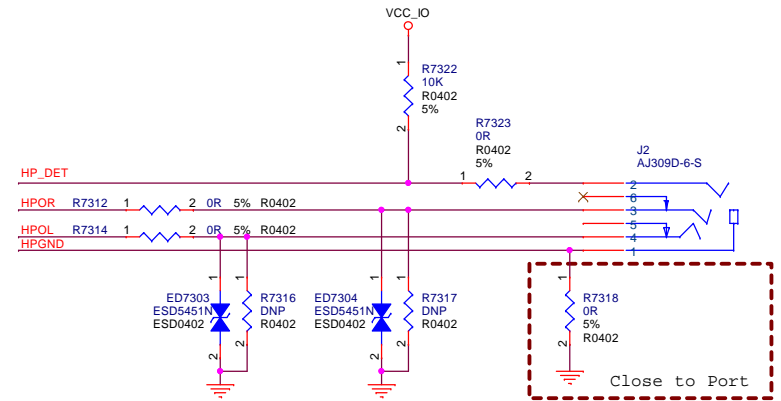 VCC_IO
1
R7322
10K
R0402
5%
2
R7323
0R
R0402
5%
J2
AJ309D-6-S
HP_DET
1 2
2
6
HPOR R7312 1 2 0R 5% R0402
3
5
HPOL R7314 1 2 0R 5% R0402
4
HPGND
1
1 1 1 1 1
ED7303
ESD5451N
ESD0402
R7316
DNP
R0402
ED7304
ESD5451N
ESD0402
R7317
DNP
R0402
R7318
0R
5%
R0402
2 2 2 2 2
Close to Port